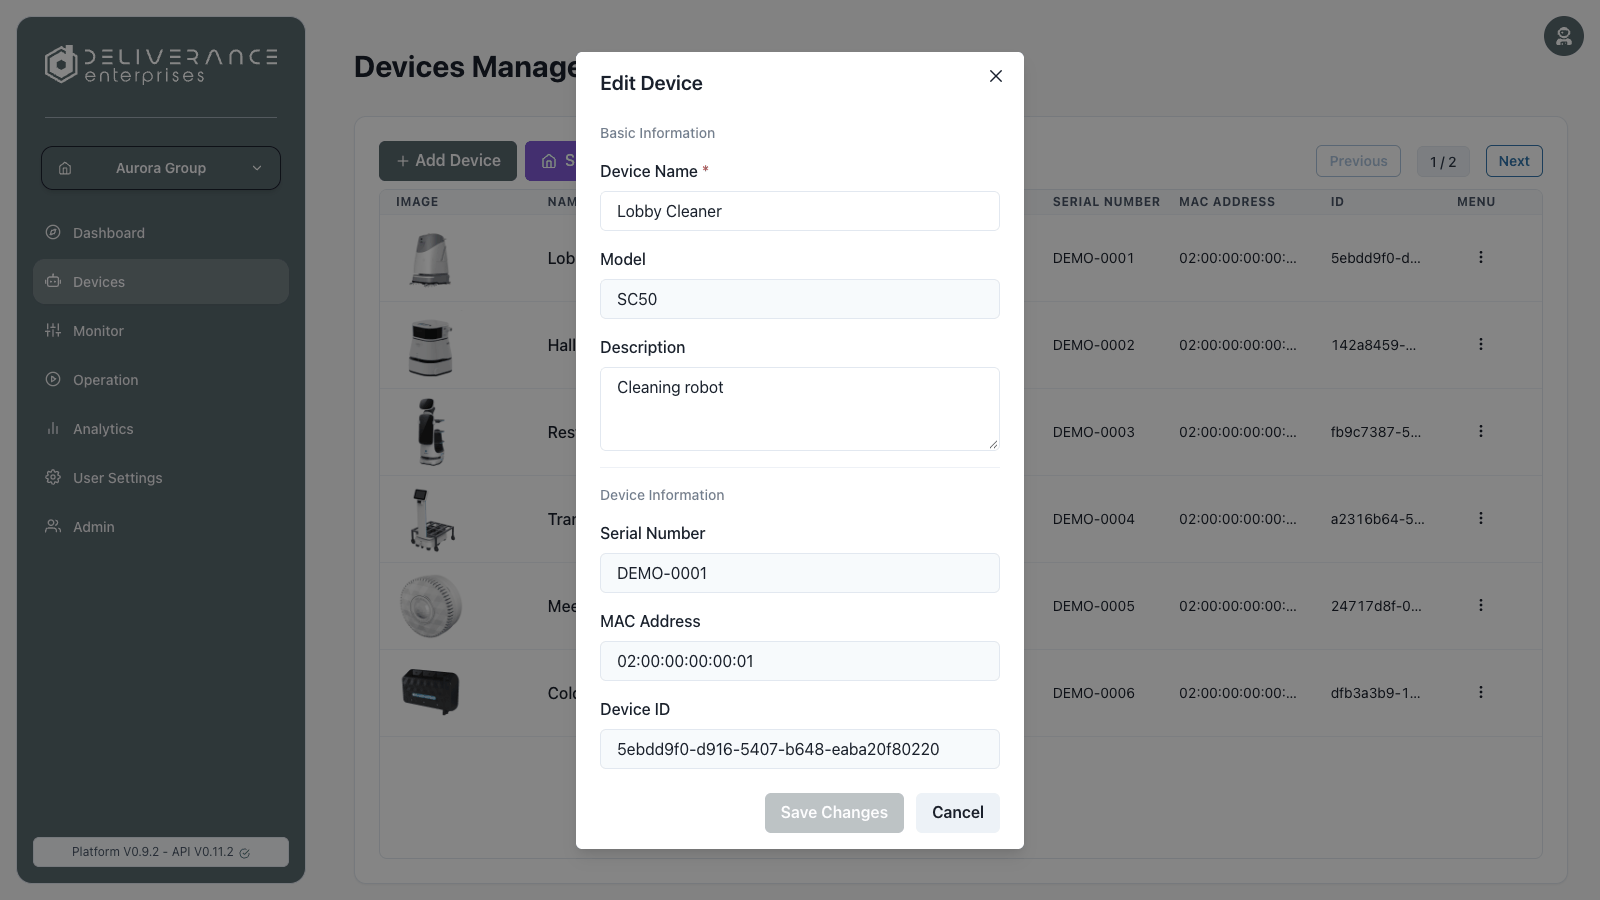 DELIVERANCE
enterprises
Aurora Group
Dashboard
Devices
Monitor
Operation
Analytics
User Settings
Admin
Platform V0.9.2 - API V0.11.2
Devices Manage
+ Add Device
S
Previous
1 / 2
Next
IMAGE NAM SERIAL NUMBER MAC ADDRESS ID MENU
Lob DEMO-0001 02:00:00:00:00:... 5ebdd9f0-d...
Hall DEMO-0002 02:00:00:00:00:... 142a8459-...
Res DEMO-0003 02:00:00:00:00:... fb9c7387-5...
Tran DEMO-0004 02:00:00:00:00:... a2316b64-5...
Mee DEMO-0005 02:00:00:00:00:... 24717d8f-0...
Colo DEMO-0006 02:00:00:00:00:... dfb3a3b9-1...
Edit Device
Basic Information
Device Name *
Lobby Cleaner
Model
SC50
Description
Cleaning robot
Device Information
Serial Number
DEMO-0001
MAC Address
02:00:00:00:00:01
Device ID
5ebdd9f0-d916-5407-b648-eaba20f80220
Save Changes
Cancel